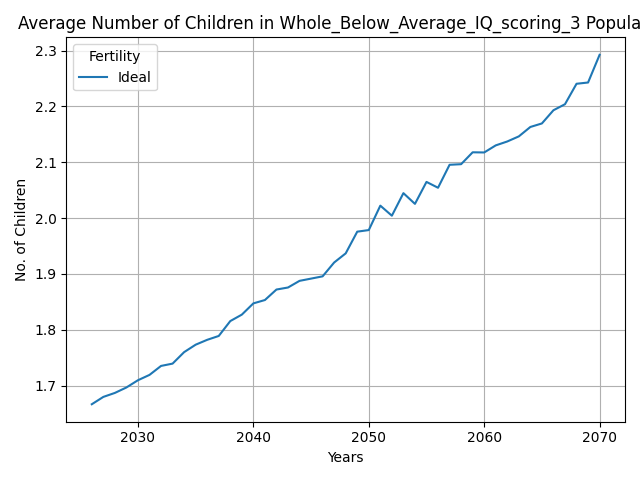 Average Number of Children in Whole_Below_Average_IQ_scoring_3 Popula
Fertility
Ideal
No. of Children
2.3
2.2
2.1
2.0
1.9
1.8
1.7
2030 2040 2050 2060 2070
Years